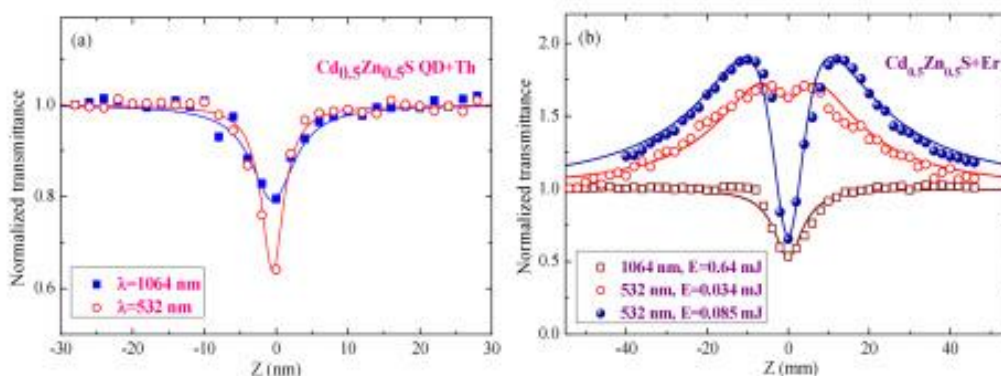 (a)
Cd0.5Zn0.5S QD+Th
Normalized transmittance
1.0
0.8
0.6
λ=1064 nm
λ=532 nm
-30 -20 -10 0 10 20 30
Z (nm)
(b)
Cd0.5Zn0.5S+Er
Normalized transmittance
2.0
1.5
1.0
0.5
0.0
1064 nm, E=0.64 mJ
532 nm, E=0.034 mJ
532 nm, E=0.085 mJ
-40 -20 0 20 40
Z (mm)